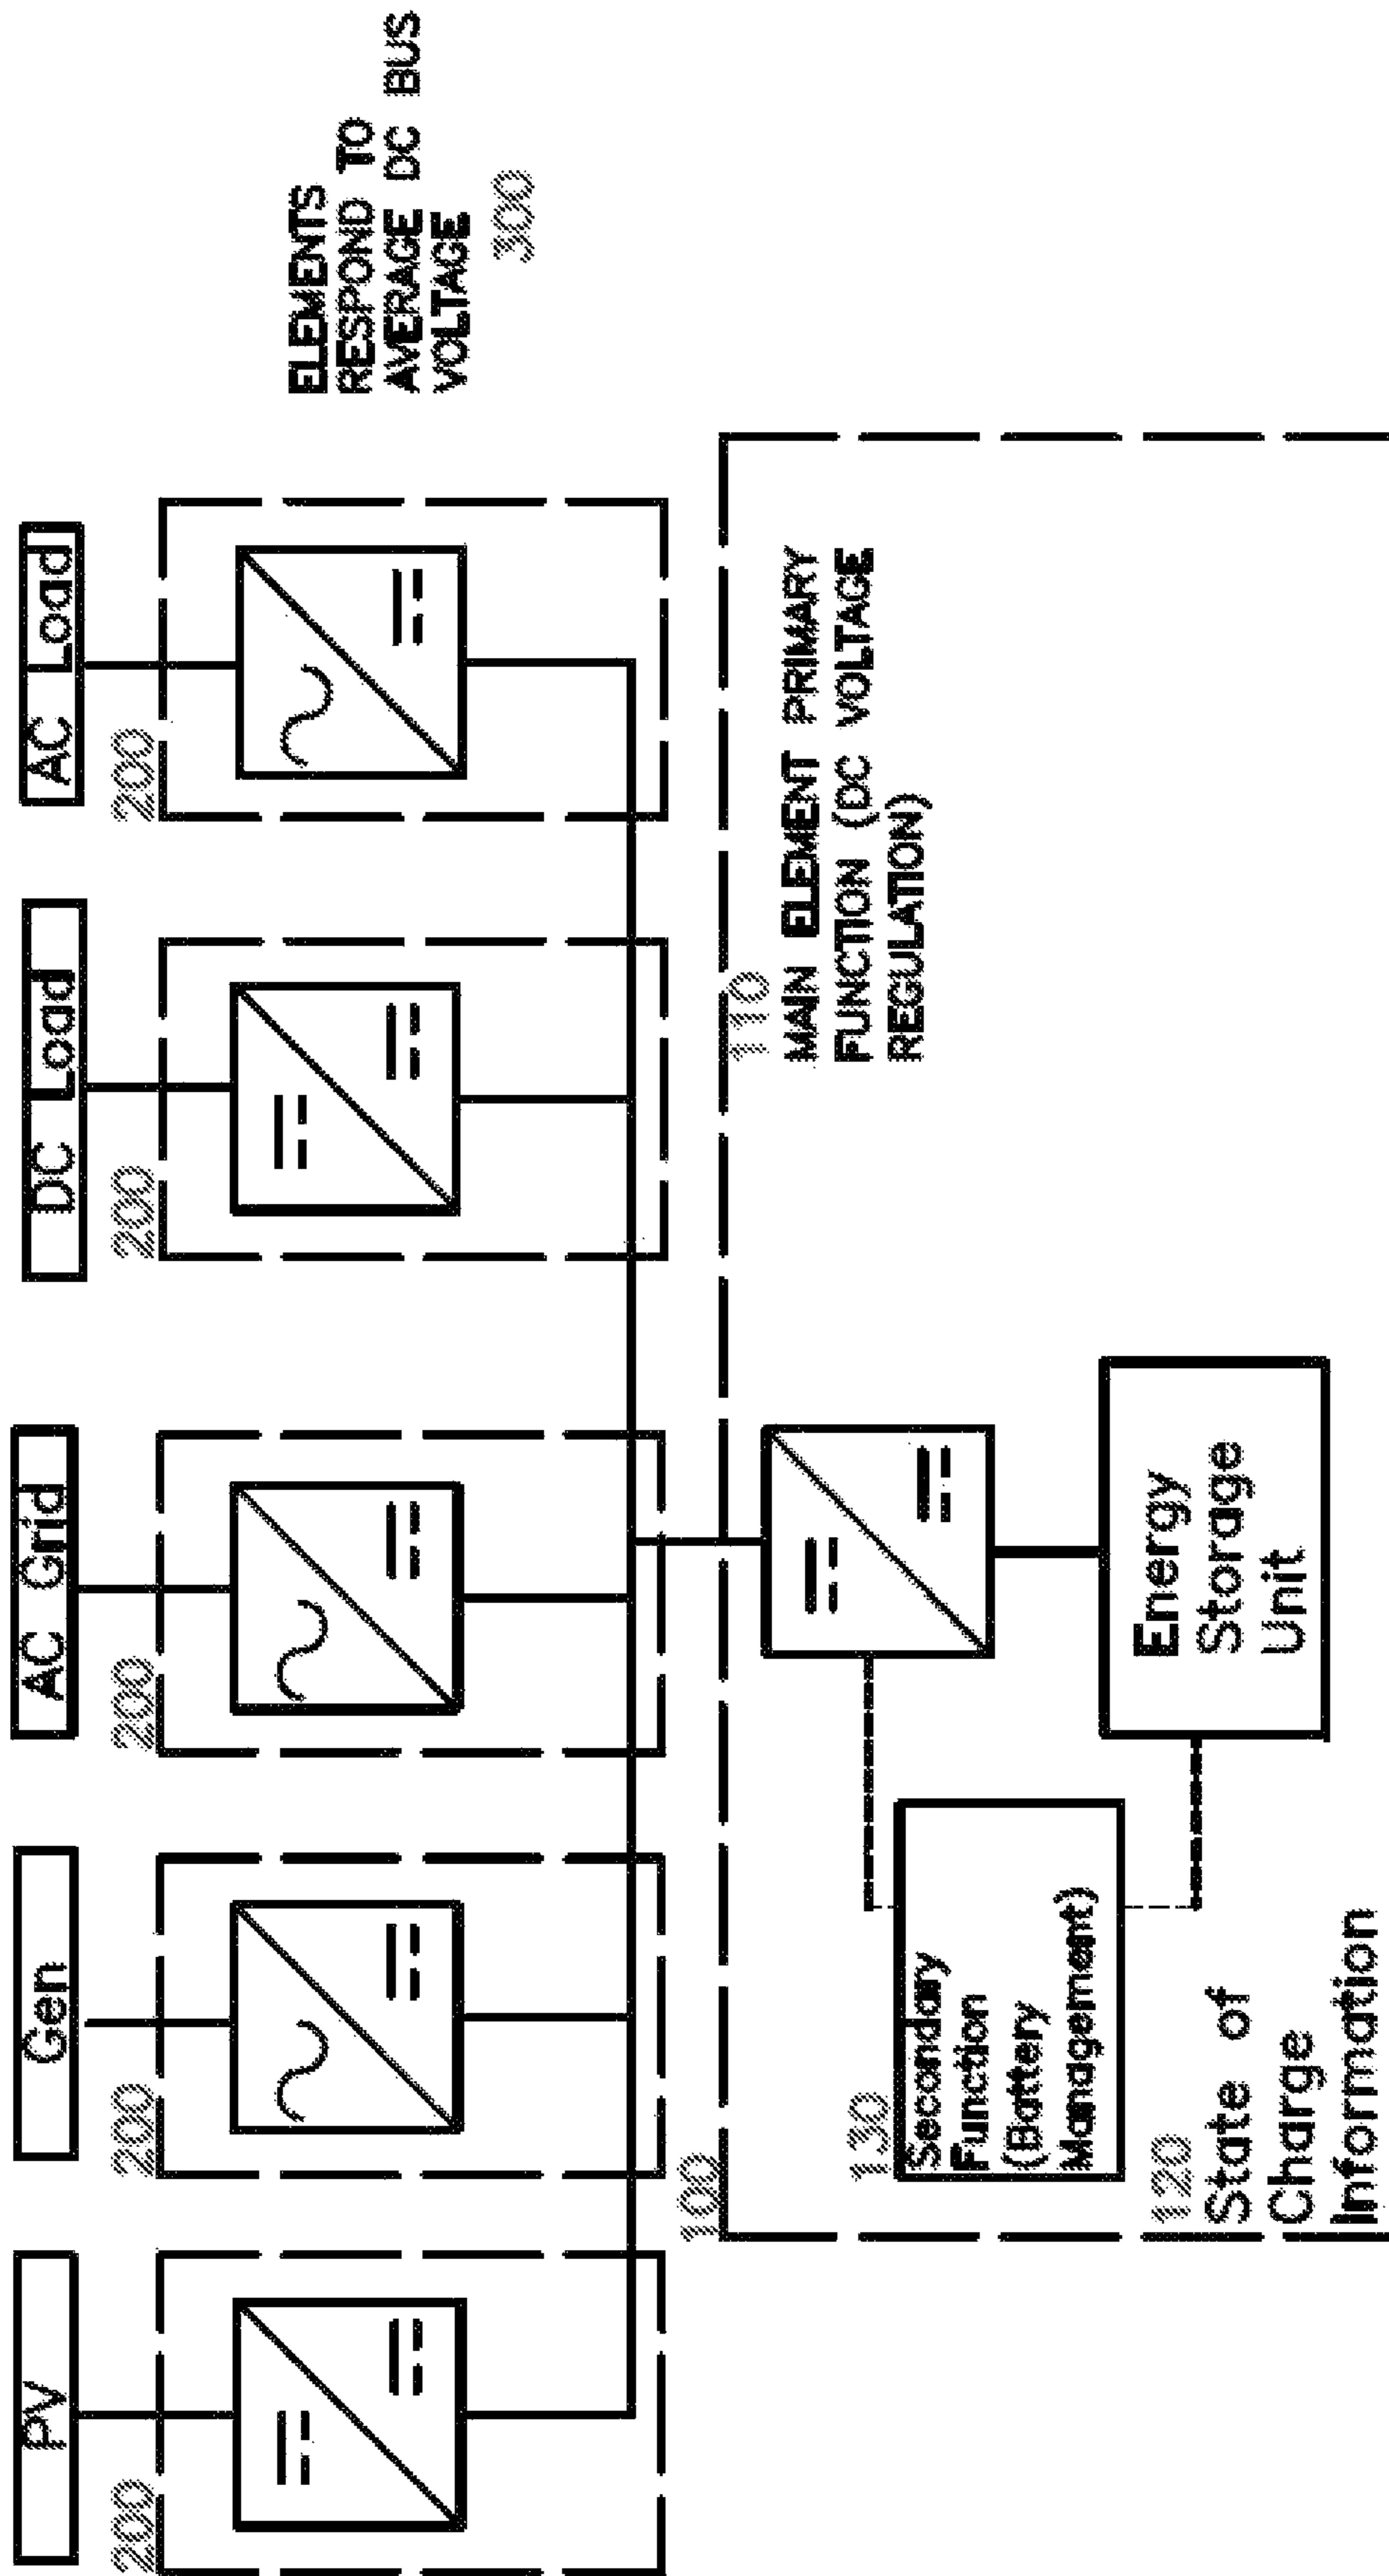 PV
Gen
AC Grid
DC Load
AC Load
200
200
200
200
200
ELEMENTS
RESPOND TO
AVERAGE DC BUS
VOLTAGE
300
100
110
MAIN ELEMENT PRIMARY
FUNCTION (DC VOLTAGE
REGULATION)
130
Secondary
Function
(Battery
Management)
Energy
Storage
Unit
120
State of
Charge
Information